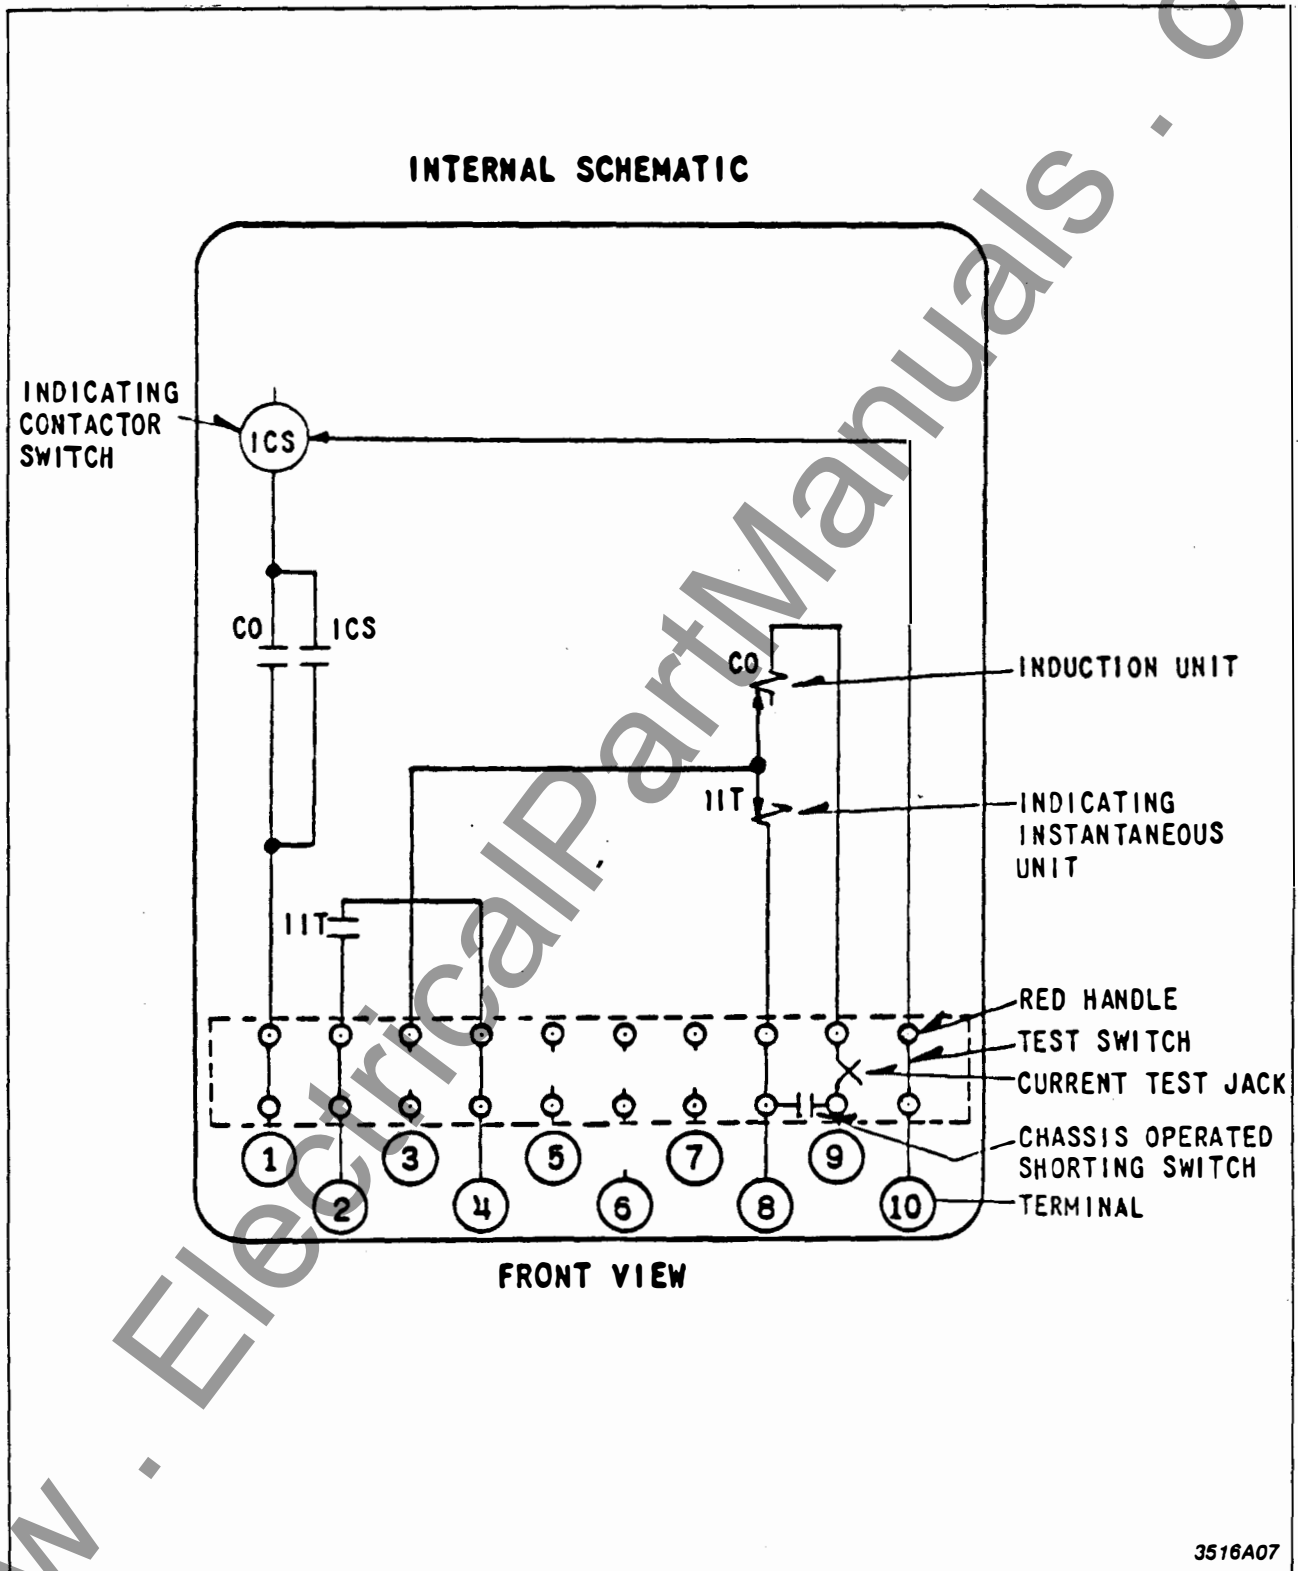 INTERNAL SCHEMATIC
INDICATING
CONTACTOR
SWITCH
ICS
CO
ICS
CO
INDUCTION UNIT
IIT
INDICATING
INSTANTANEOUS
UNIT
IIT
RED HANDLE
TEST SWITCH
CURRENT TEST JACK
CHASSIS OPERATED
SHORTING SWITCH
TERMINAL
1
3
5
7
9
2
4
6
8
10
FRONT VIEW
3516A07
w . ElectricalPartManuals . c